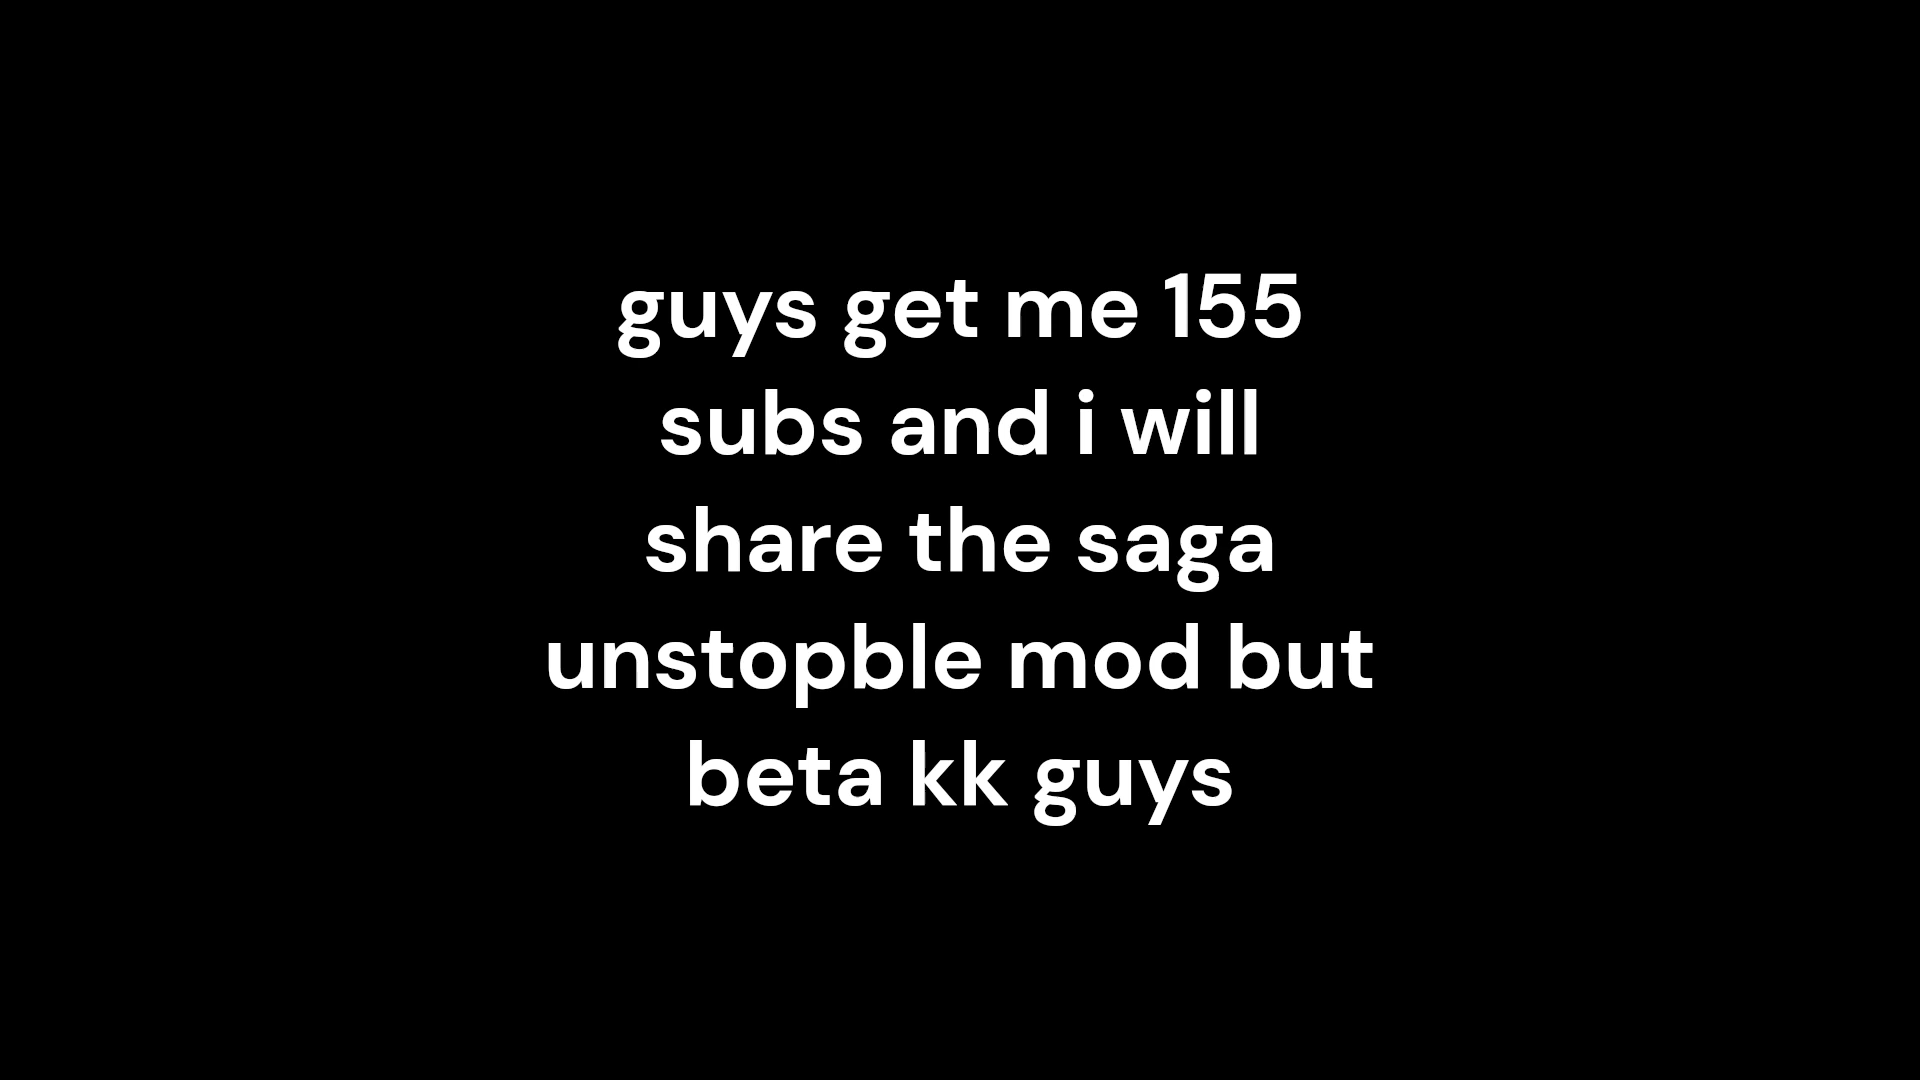 guys get me 155
subs and i will
share the saga
unstopble mod but
beta kk guys